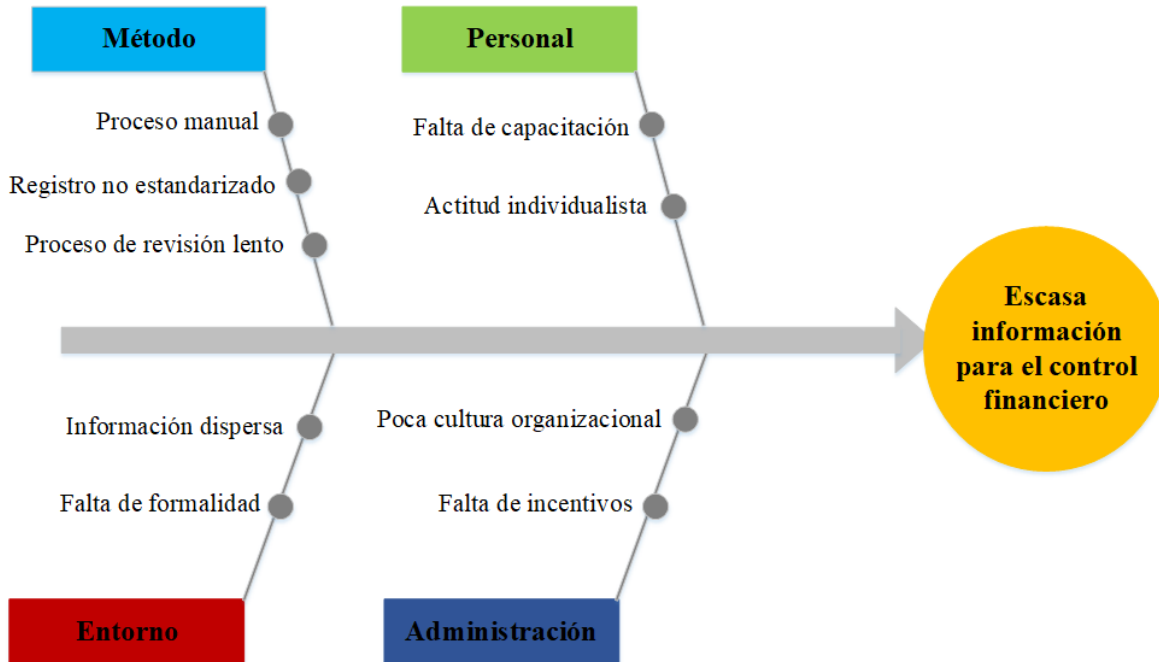 Método
Personal
Proceso manual
Falta de capacitación
Registro no estandarizado
Actitud individualista
Proceso de revisión lento
Escasa
información
para el control
financiero
Información dispersa
Poca cultura organizacional
Falta de formalidad
Falta de incentivos
Entorno
Administración